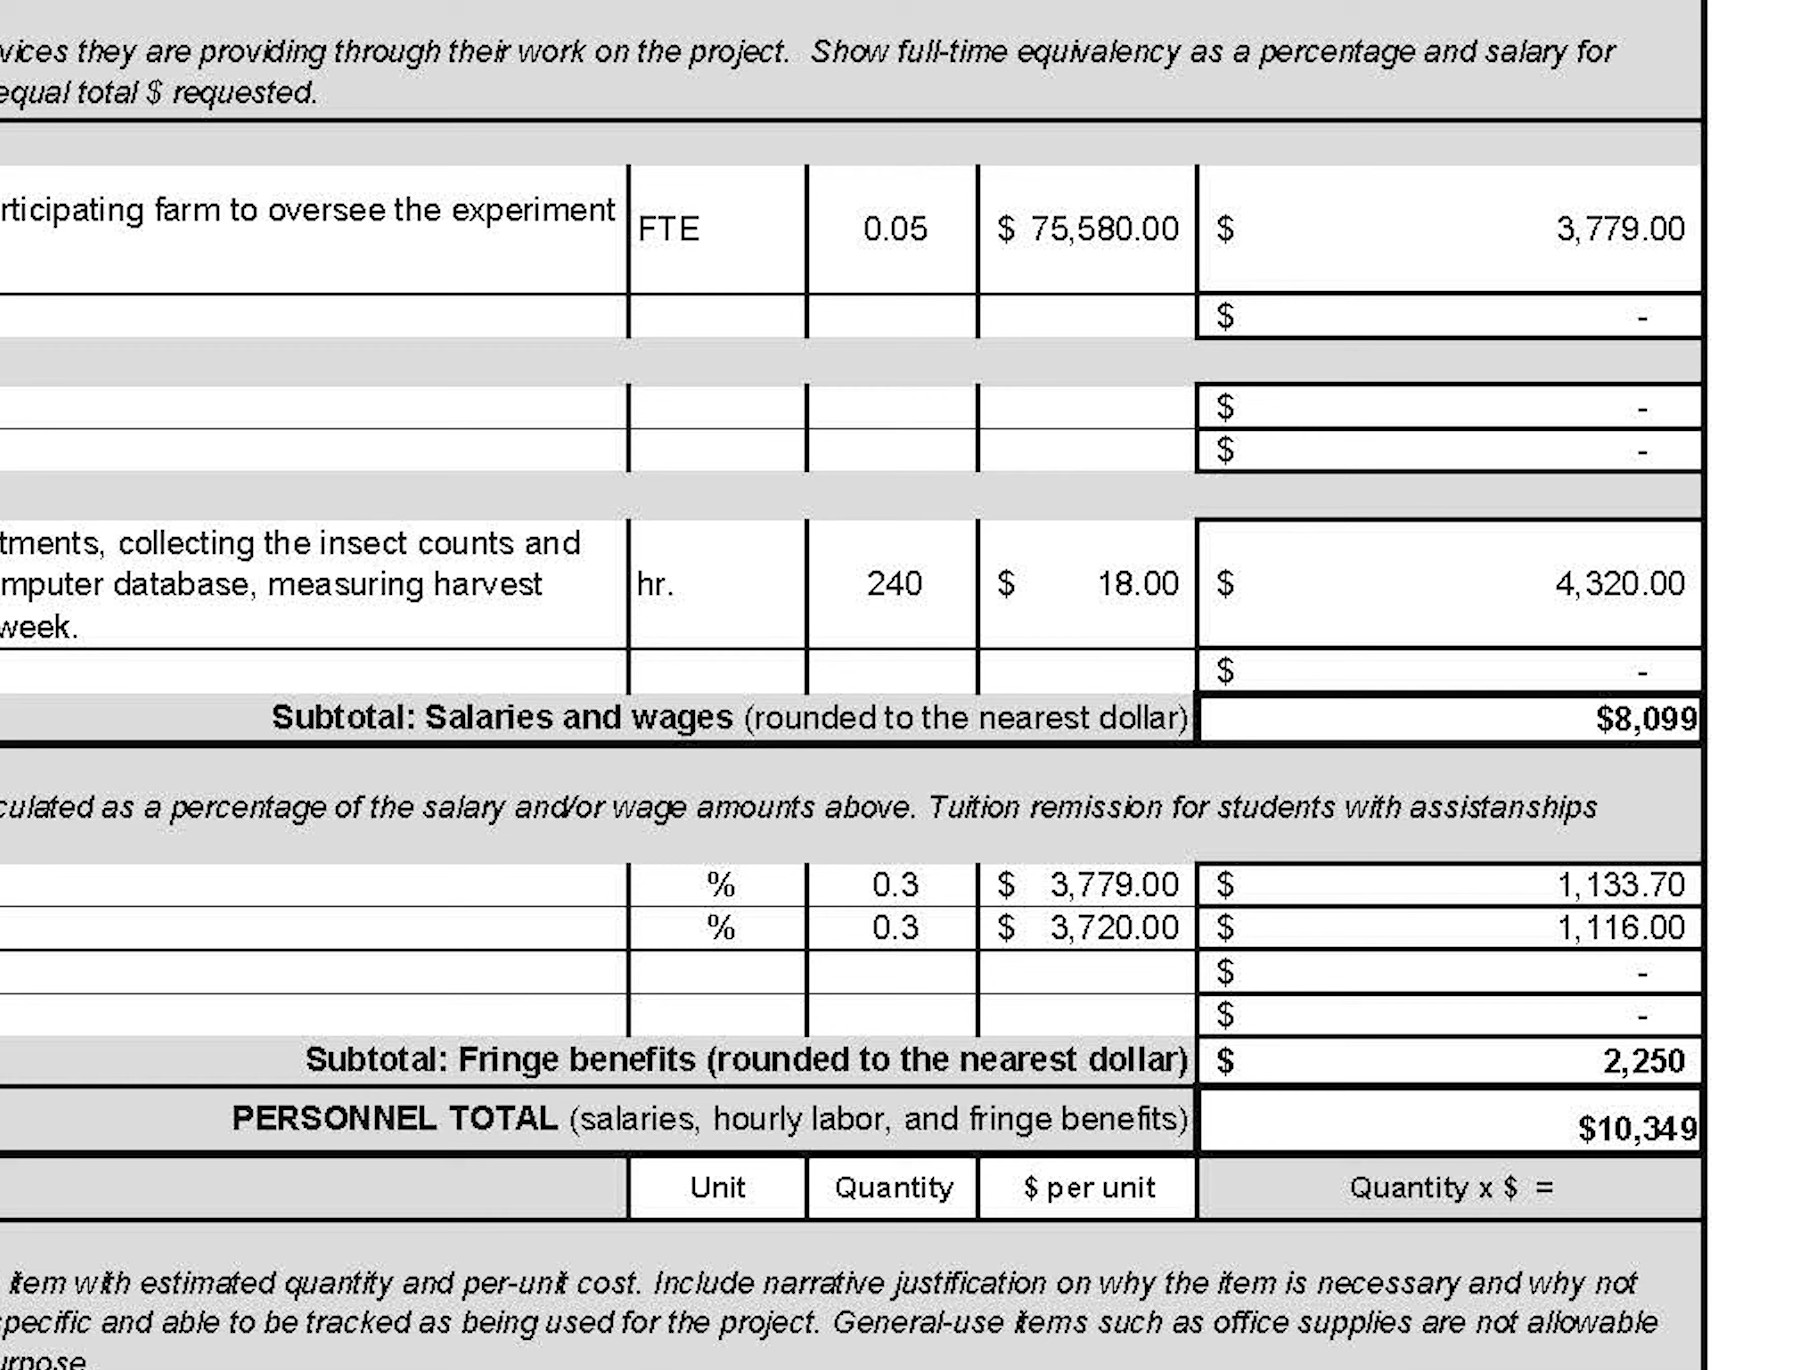 vices they are providing through their work on the project. Show full-time equivalency as a percentage and salary for
equal total $ requested.
rticipating farm to oversee the experiment
FTE 0.05 $ 75,580.00 $ 3,779.00
$ -
$ -
$ -
tments, collecting the insect counts and
mputer database, measuring harvest
week.
hr. 240 $ 18.00 $ 4,320.00
$ -
Subtotal: Salaries and wages (rounded to the nearest dollar) $8,099
culated as a percentage of the salary and/or wage amounts above. Tuition remission for students with assistanships
% 0.3 $ 3,779.00 $ 1,133.70
% 0.3 $ 3,720.00 $ 1,116.00
$ -
$ -
Subtotal: Fringe benefits (rounded to the nearest dollar) $ 2,250
PERSONNEL TOTAL (salaries, hourly labor, and fringe benefits) $10,349
Unit Quantity $ per unit Quantity x $ =
item with estimated quantity and per-unit cost. Include narrative justification on why the item is necessary and why not
specific and able to be tracked as being used for the project. General-use items such as office supplies are not allowable
urpose